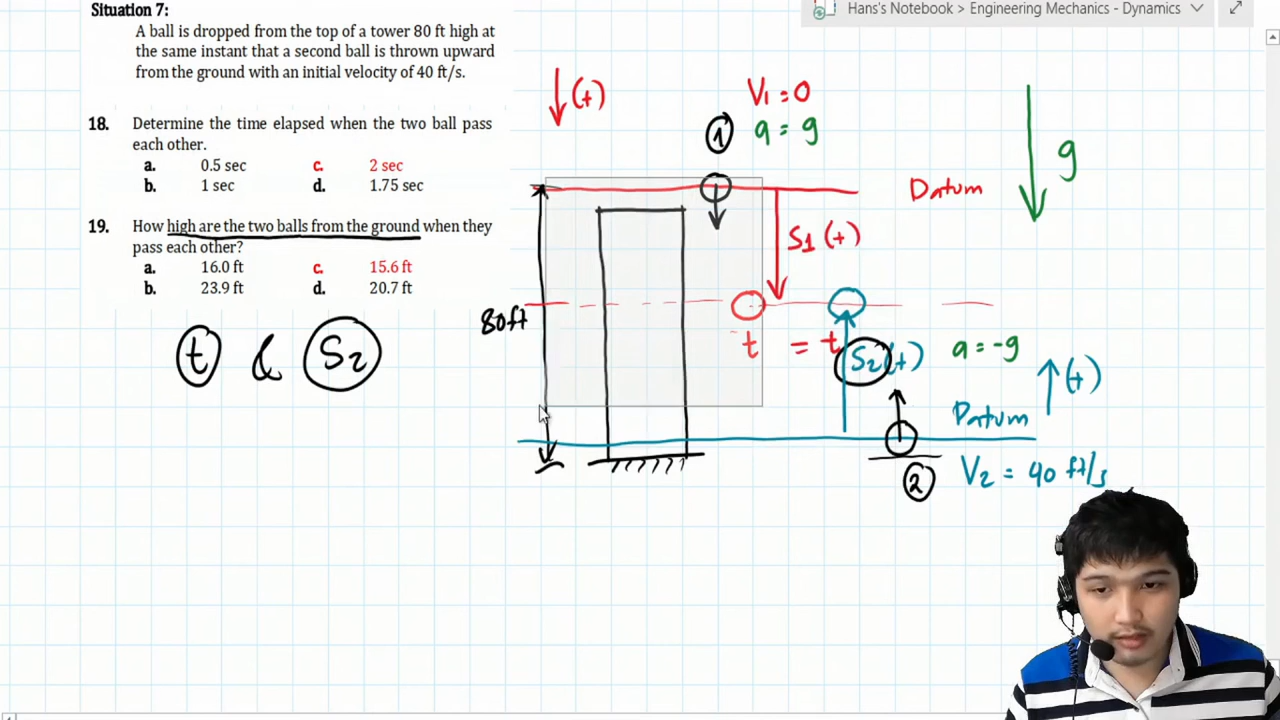 Situation 7:
A ball is dropped from the top of a tower 80 ft high at
the same instant that a second ball is thrown upward
from the ground with an initial velocity of 40 ft/s.
18. Determine the time elapsed when the two ball pass
each other.
a. 0.5 sec c. 2 sec
b. 1 sec d. 1.75 sec
19. How high are the two balls from the ground when they
pass each other?
a. 16.0 ft c. 15.6 ft
b. 23.9 ft d. 20.7 ft
t & S2
Hans's Notebook > Engineering Mechanics - Dynamics
(+)
V1 = 0
1 a = g
g
Datum
S1 (+)
80ft
t = t
S2 (+) a = -g
(+)
Datum
2 V2 = 40 ft/s